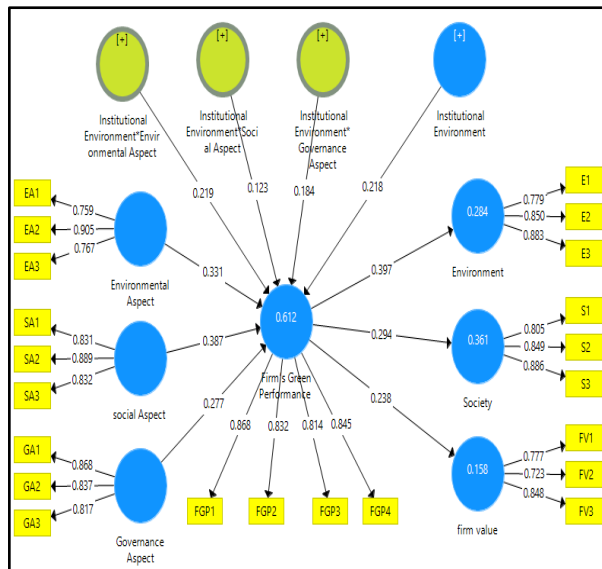 [+]
[+]
[+]
[+]
Institutional
Environment*Envir
onmental Aspect
Institutional
Environment*Soci
al Aspect
Institutional
Environment*
Governance
Aspect
Institutional
Environment
0.219
0.123
0.184
0.218
EA1
EA2
EA3
0.759
0.905
0.767
Environmental
Aspect
0.331
SA1
SA2
SA3
0.831
0.889
0.832
social Aspect
0.387
GA1
GA2
GA3
0.868
0.837
0.817
Governance
Aspect
0.277
0.612
Firm's Green
Performance
0.868
0.832
0.814
0.845
FGP1
FGP2
FGP3
FGP4
0.397
0.294
0.238
0.284
Environment
0.779
0.850
0.883
E1
E2
E3
0.361
Society
0.805
0.849
0.886
S1
S2
S3
0.158
firm value
0.777
0.723
0.848
FV1
FV2
FV3